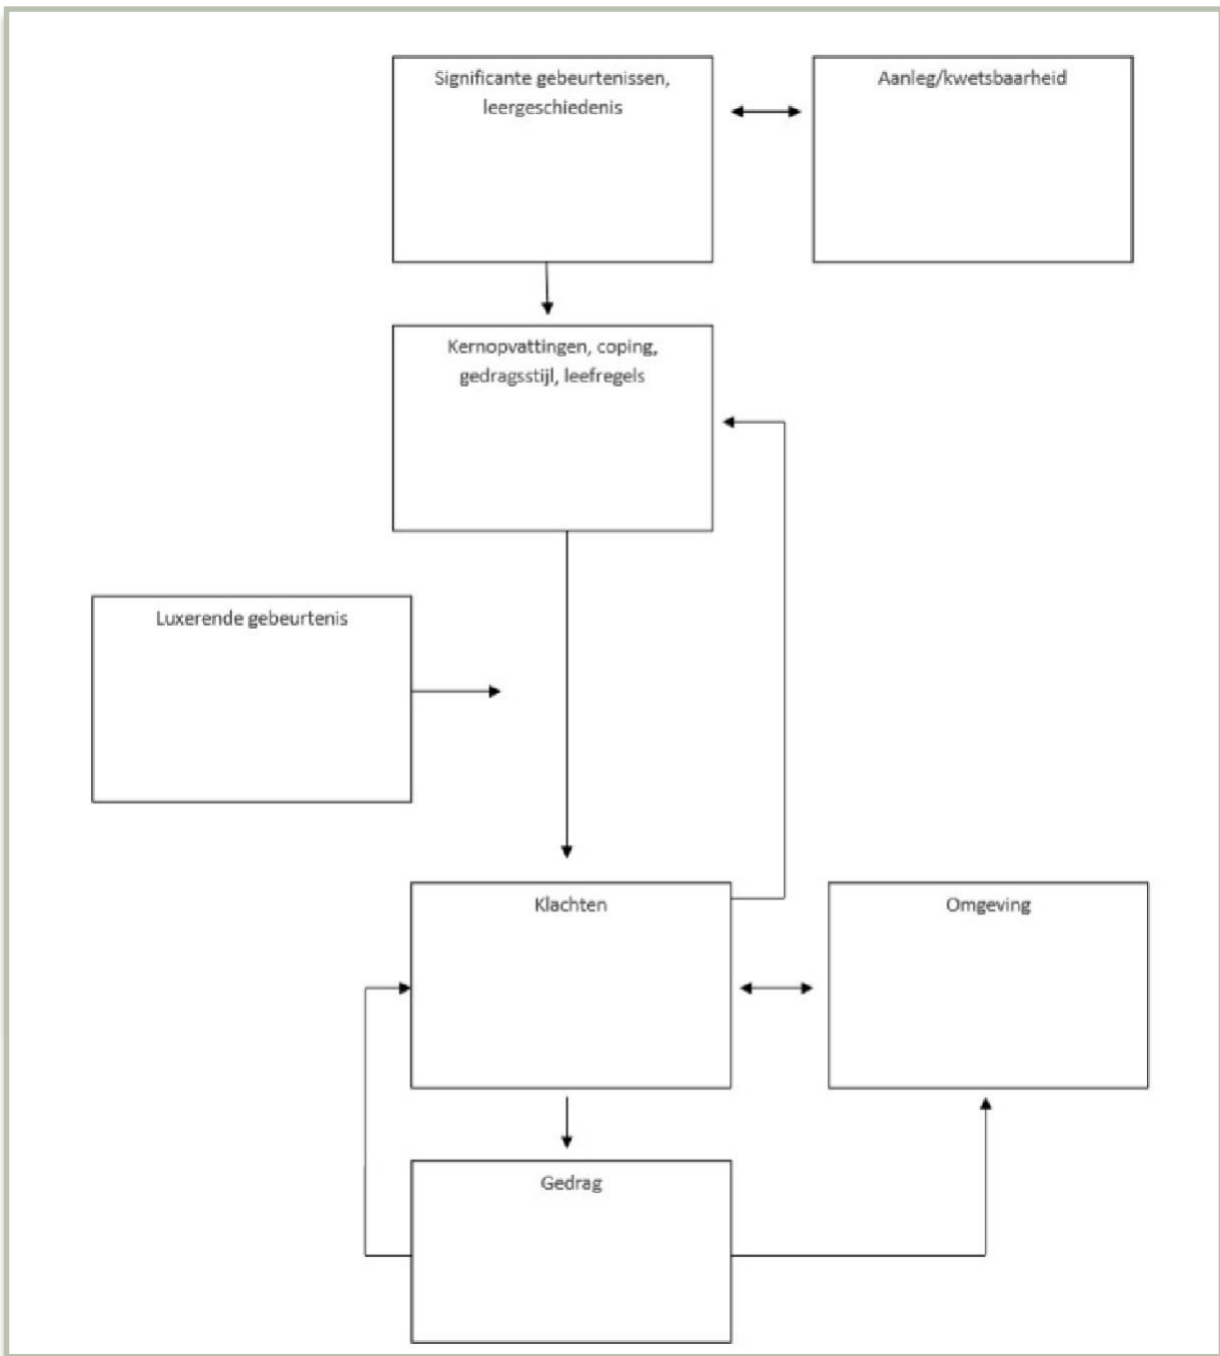 Significante gebeurtenissen,
leergeschiedenis
Aanleg/kwetsbaarheid
Kernopvattingen, coping,
gedragsstijl, leefregels
Luxerende gebeurtenis
Klachten
Omgeving
Gedrag